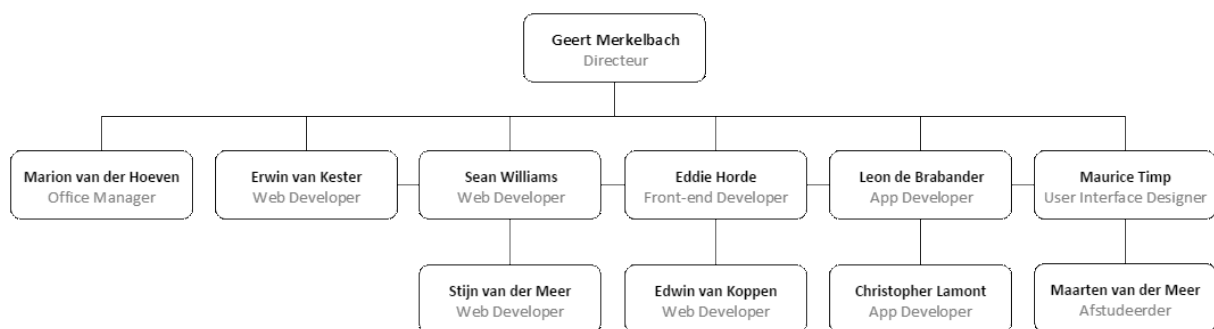 Geert Merkelbach
Directeur
Marion van der Hoeven
Office Manager
Erwin van Kester
Web Developer
Sean Williams
Web Developer
Eddie Horde
Front-end Developer
Leon de Brabander
App Developer
Maurice Timp
User Interface Designer
Stijn van der Meer
Web Developer
Edwin van Koppen
Web Developer
Christopher Lamont
App Developer
Maarten van der Meer
Afstudeerder